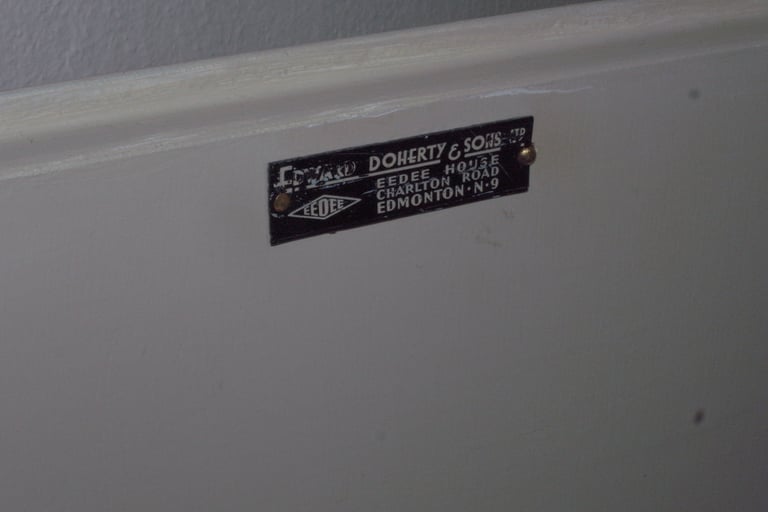 EDWARD DOHERTY & SONS LTD
EEDEE HOUSE
CHARLTON ROAD
EDMONTON · N · 9
EEDEE